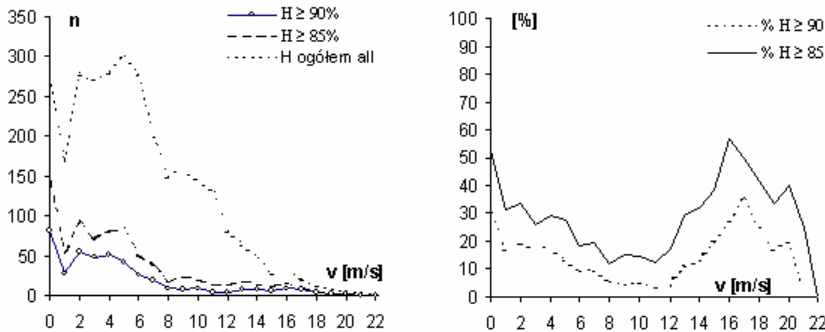 n
H ≥ 90%
H ≥ 85%
H ogółem all
350
300
250
200
150
100
50
0
v [m/s]
0 2 4 6 8 10 12 14 16 18 20 22
[%]
% H ≥ 90
% H ≥ 85
100
90
80
70
60
50
40
30
20
10
0
v [m/s]
0 2 4 6 8 10 12 14 16 18 20 22